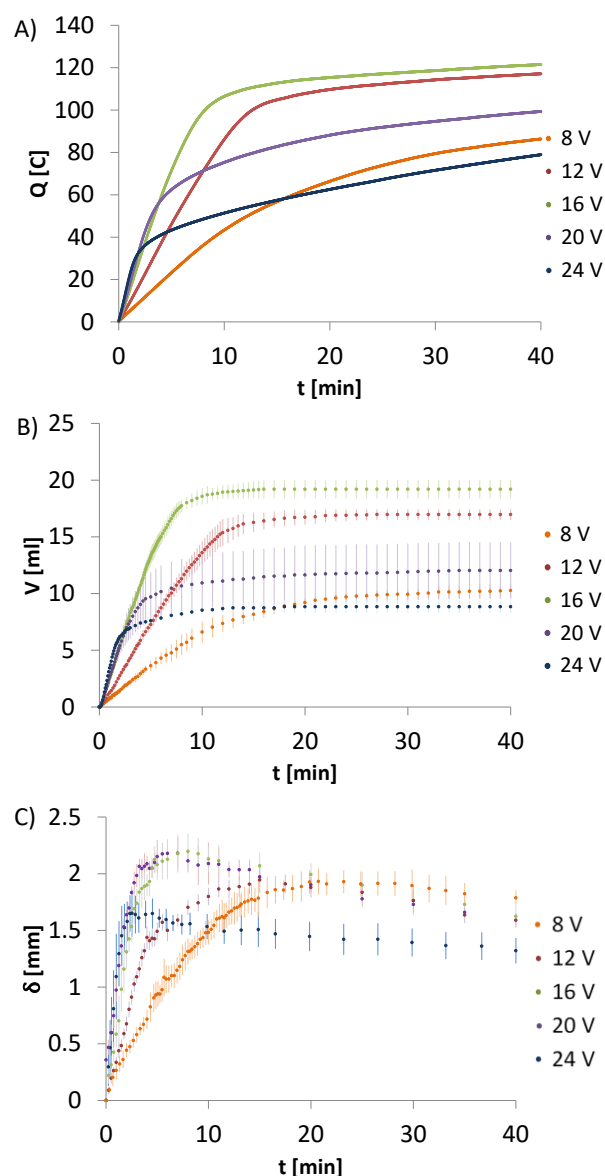 A)
140
120
100
80
60
40
20
0
Q [C]
0 10 20 30 40
t [min]
8 V
12 V
16 V
20 V
24 V
B)
25
20
15
10
5
0
V [ml]
0 10 20 30 40
t [min]
8 V
12 V
16 V
20 V
24 V
C)
2.5
2
1.5
1
0.5
0
δ [mm]
0 10 20 30 40
t [min]
8 V
12 V
16 V
20 V
24 V